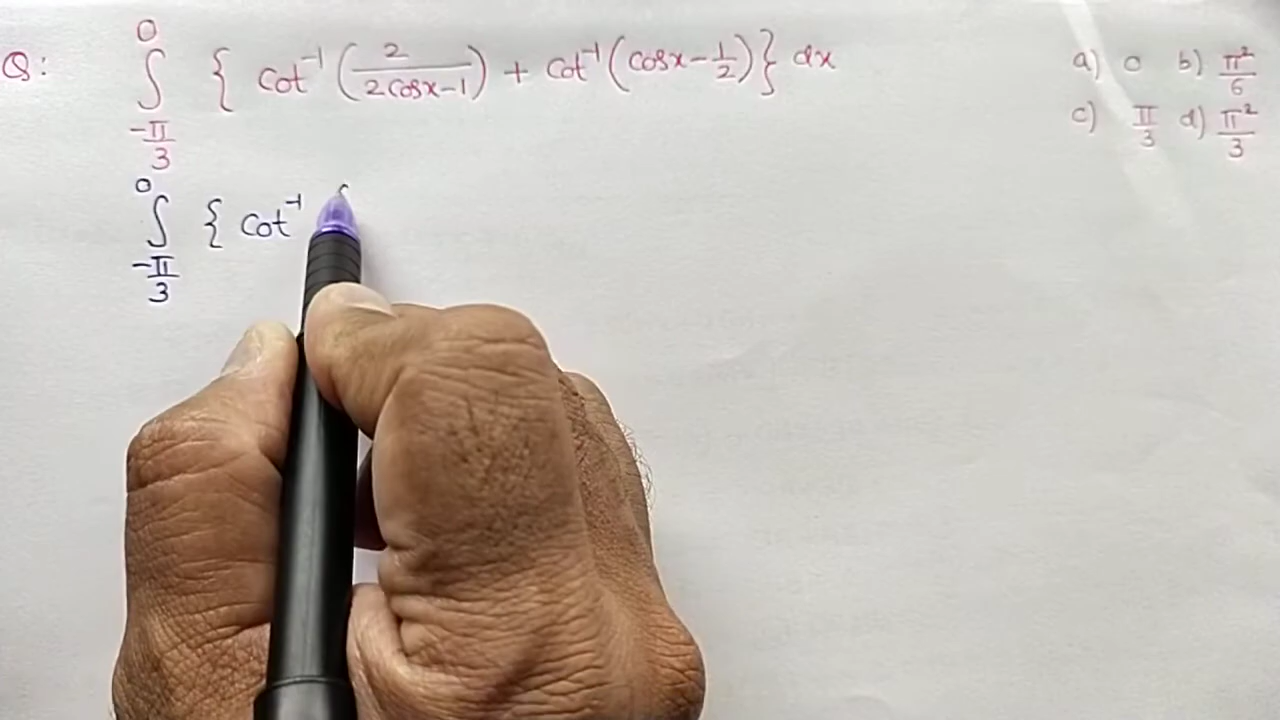 Q: ∫_{-π/3}^{0} { cot⁻¹(2/(2cosx-1)) + cot⁻¹(cosx-1/2)} dx
a) 0 b) π²/6
c) π/3 d) π²/3
∫_{-π/3}^{0} { cot⁻¹ (